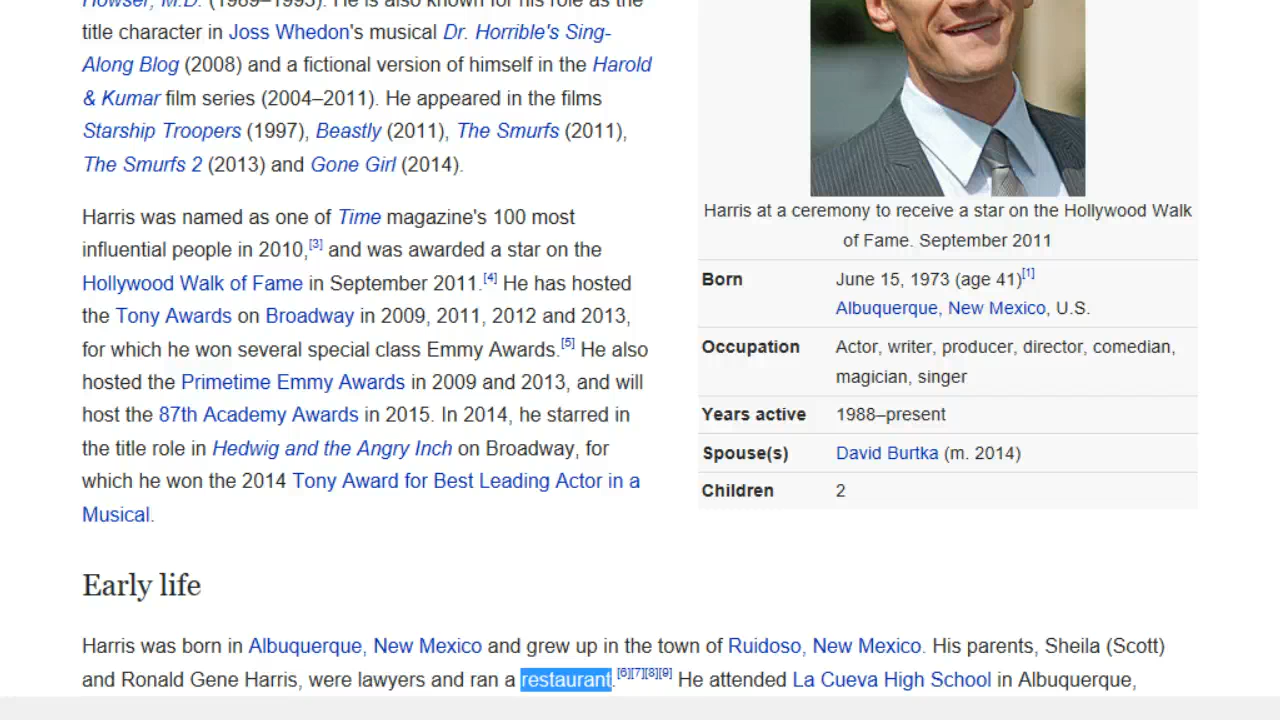 Howser, M.D. (1989–1993). He is also known for his role as the
title character in Joss Whedon's musical Dr. Horrible's Sing-
Along Blog (2008) and a fictional version of himself in the Harold
& Kumar film series (2004–2011). He appeared in the films
Starship Troopers (1997), Beastly (2011), The Smurfs (2011),
The Smurfs 2 (2013) and Gone Girl (2014).
Harris was named as one of Time magazine's 100 most
influential people in 2010,[3] and was awarded a star on the
Hollywood Walk of Fame in September 2011.[4] He has hosted
the Tony Awards on Broadway in 2009, 2011, 2012 and 2013,
for which he won several special class Emmy Awards.[5] He also
hosted the Primetime Emmy Awards in 2009 and 2013, and will
host the 87th Academy Awards in 2015. In 2014, he starred in
the title role in Hedwig and the Angry Inch on Broadway, for
which he won the 2014 Tony Award for Best Leading Actor in a
Musical.
Harris at a ceremony to receive a star on the Hollywood Walk
of Fame. September 2011
Born June 15, 1973 (age 41)[1]
Albuquerque, New Mexico, U.S.
Occupation Actor, writer, producer, director, comedian,
magician, singer
Years active 1988–present
Spouse(s) David Burtka (m. 2014)
Children 2
Early life
Harris was born in Albuquerque, New Mexico and grew up in the town of Ruidoso, New Mexico. His parents, Sheila (Scott)
and Ronald Gene Harris, were lawyers and ran a restaurant.[6][7][8][9] He attended La Cueva High School in Albuquerque,